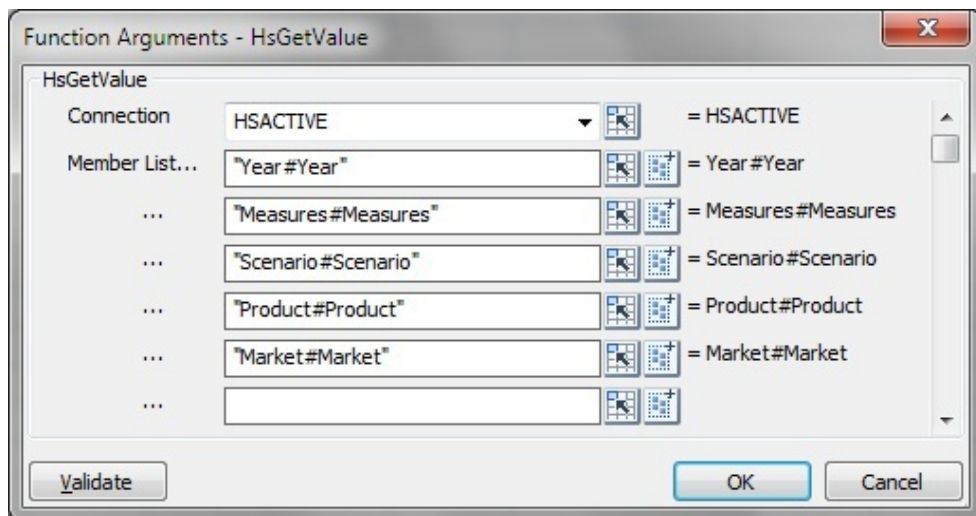 Function Arguments - HsGetValue
HsGetValue
Connection HSACTIVE = HSACTIVE
Member List... "Year#Year" = Year#Year
... "Measures#Measures" = Measures#Measures
... "Scenario#Scenario" = Scenario#Scenario
... "Product#Product" = Product#Product
... "Market#Market" = Market#Market
...
Validate OK Cancel